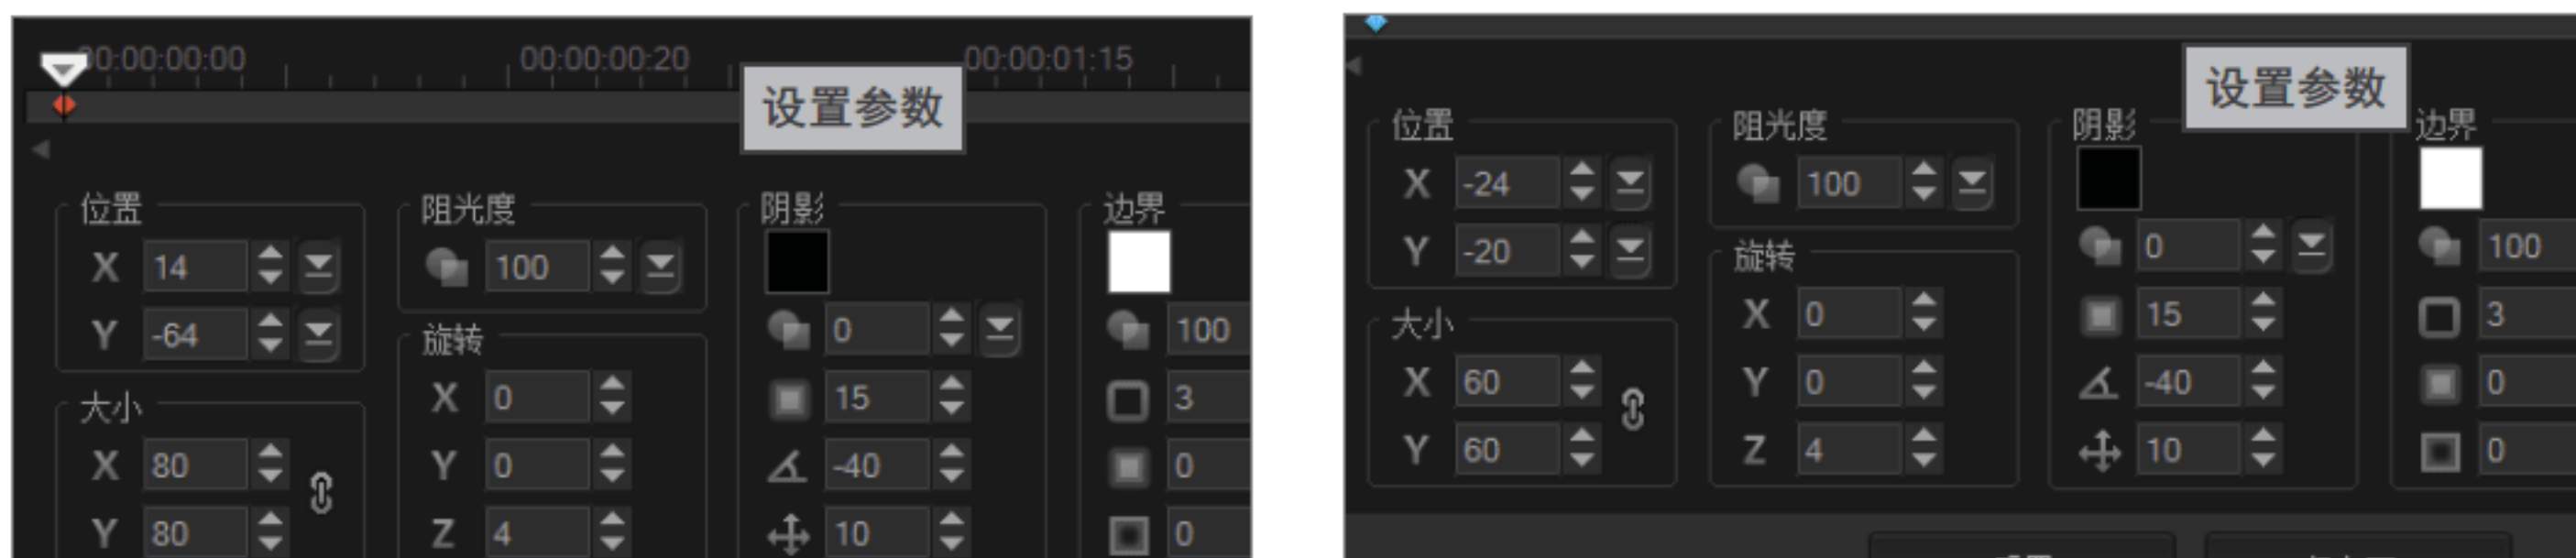 00:00:00:00 00:00:00:20 00:00:01:15
设置参数
位置 阻光度 阴影 边界
X 14 100
Y -64 0 100
旋转
大小 X 0 15 3
X 80 Y 0 -40 0
Y 80 Z 4 10 0
设置参数
位置 阻光度 阴影 边界
X -24 100
Y -20 0 100
旋转
大小 X 0 15 3
X 60 Y 0 -40 0
Y 60 Z 4 10 0